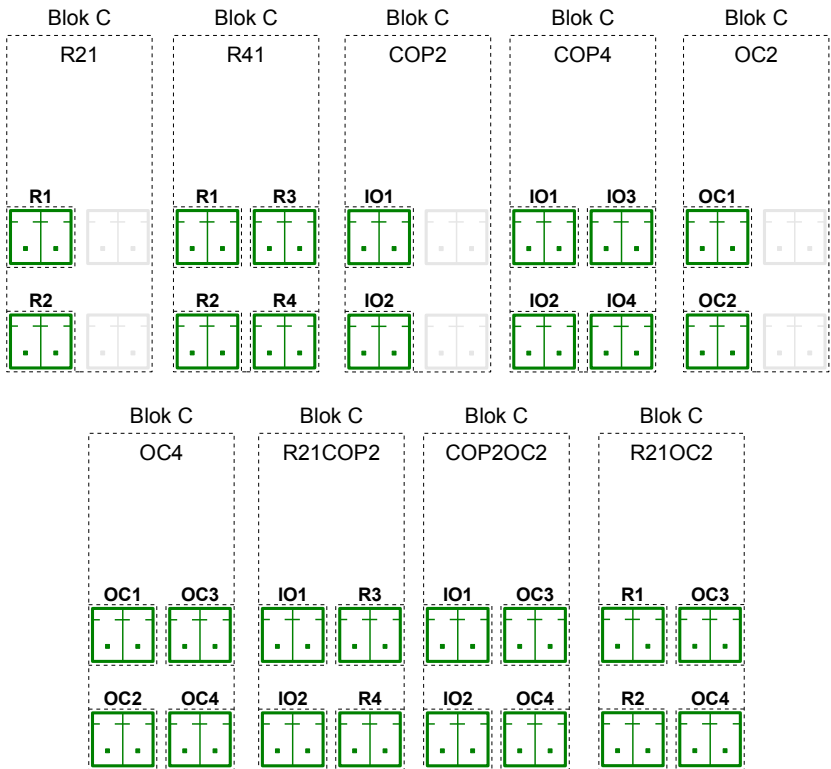 Blok C Blok C Blok C Blok C Blok C
R21 R41 COP2 COP4 OC2
R1 R1 R3 IO1 IO1 IO3 OC1
R2 R2 R4 IO2 IO2 IO4 OC2
Blok C Blok C Blok C Blok C
OC4 R21COP2 COP2OC2 R21OC2
OC1 OC3 IO1 R3 IO1 OC3 R1 OC3
OC2 OC4 IO2 R4 IO2 OC4 R2 OC4